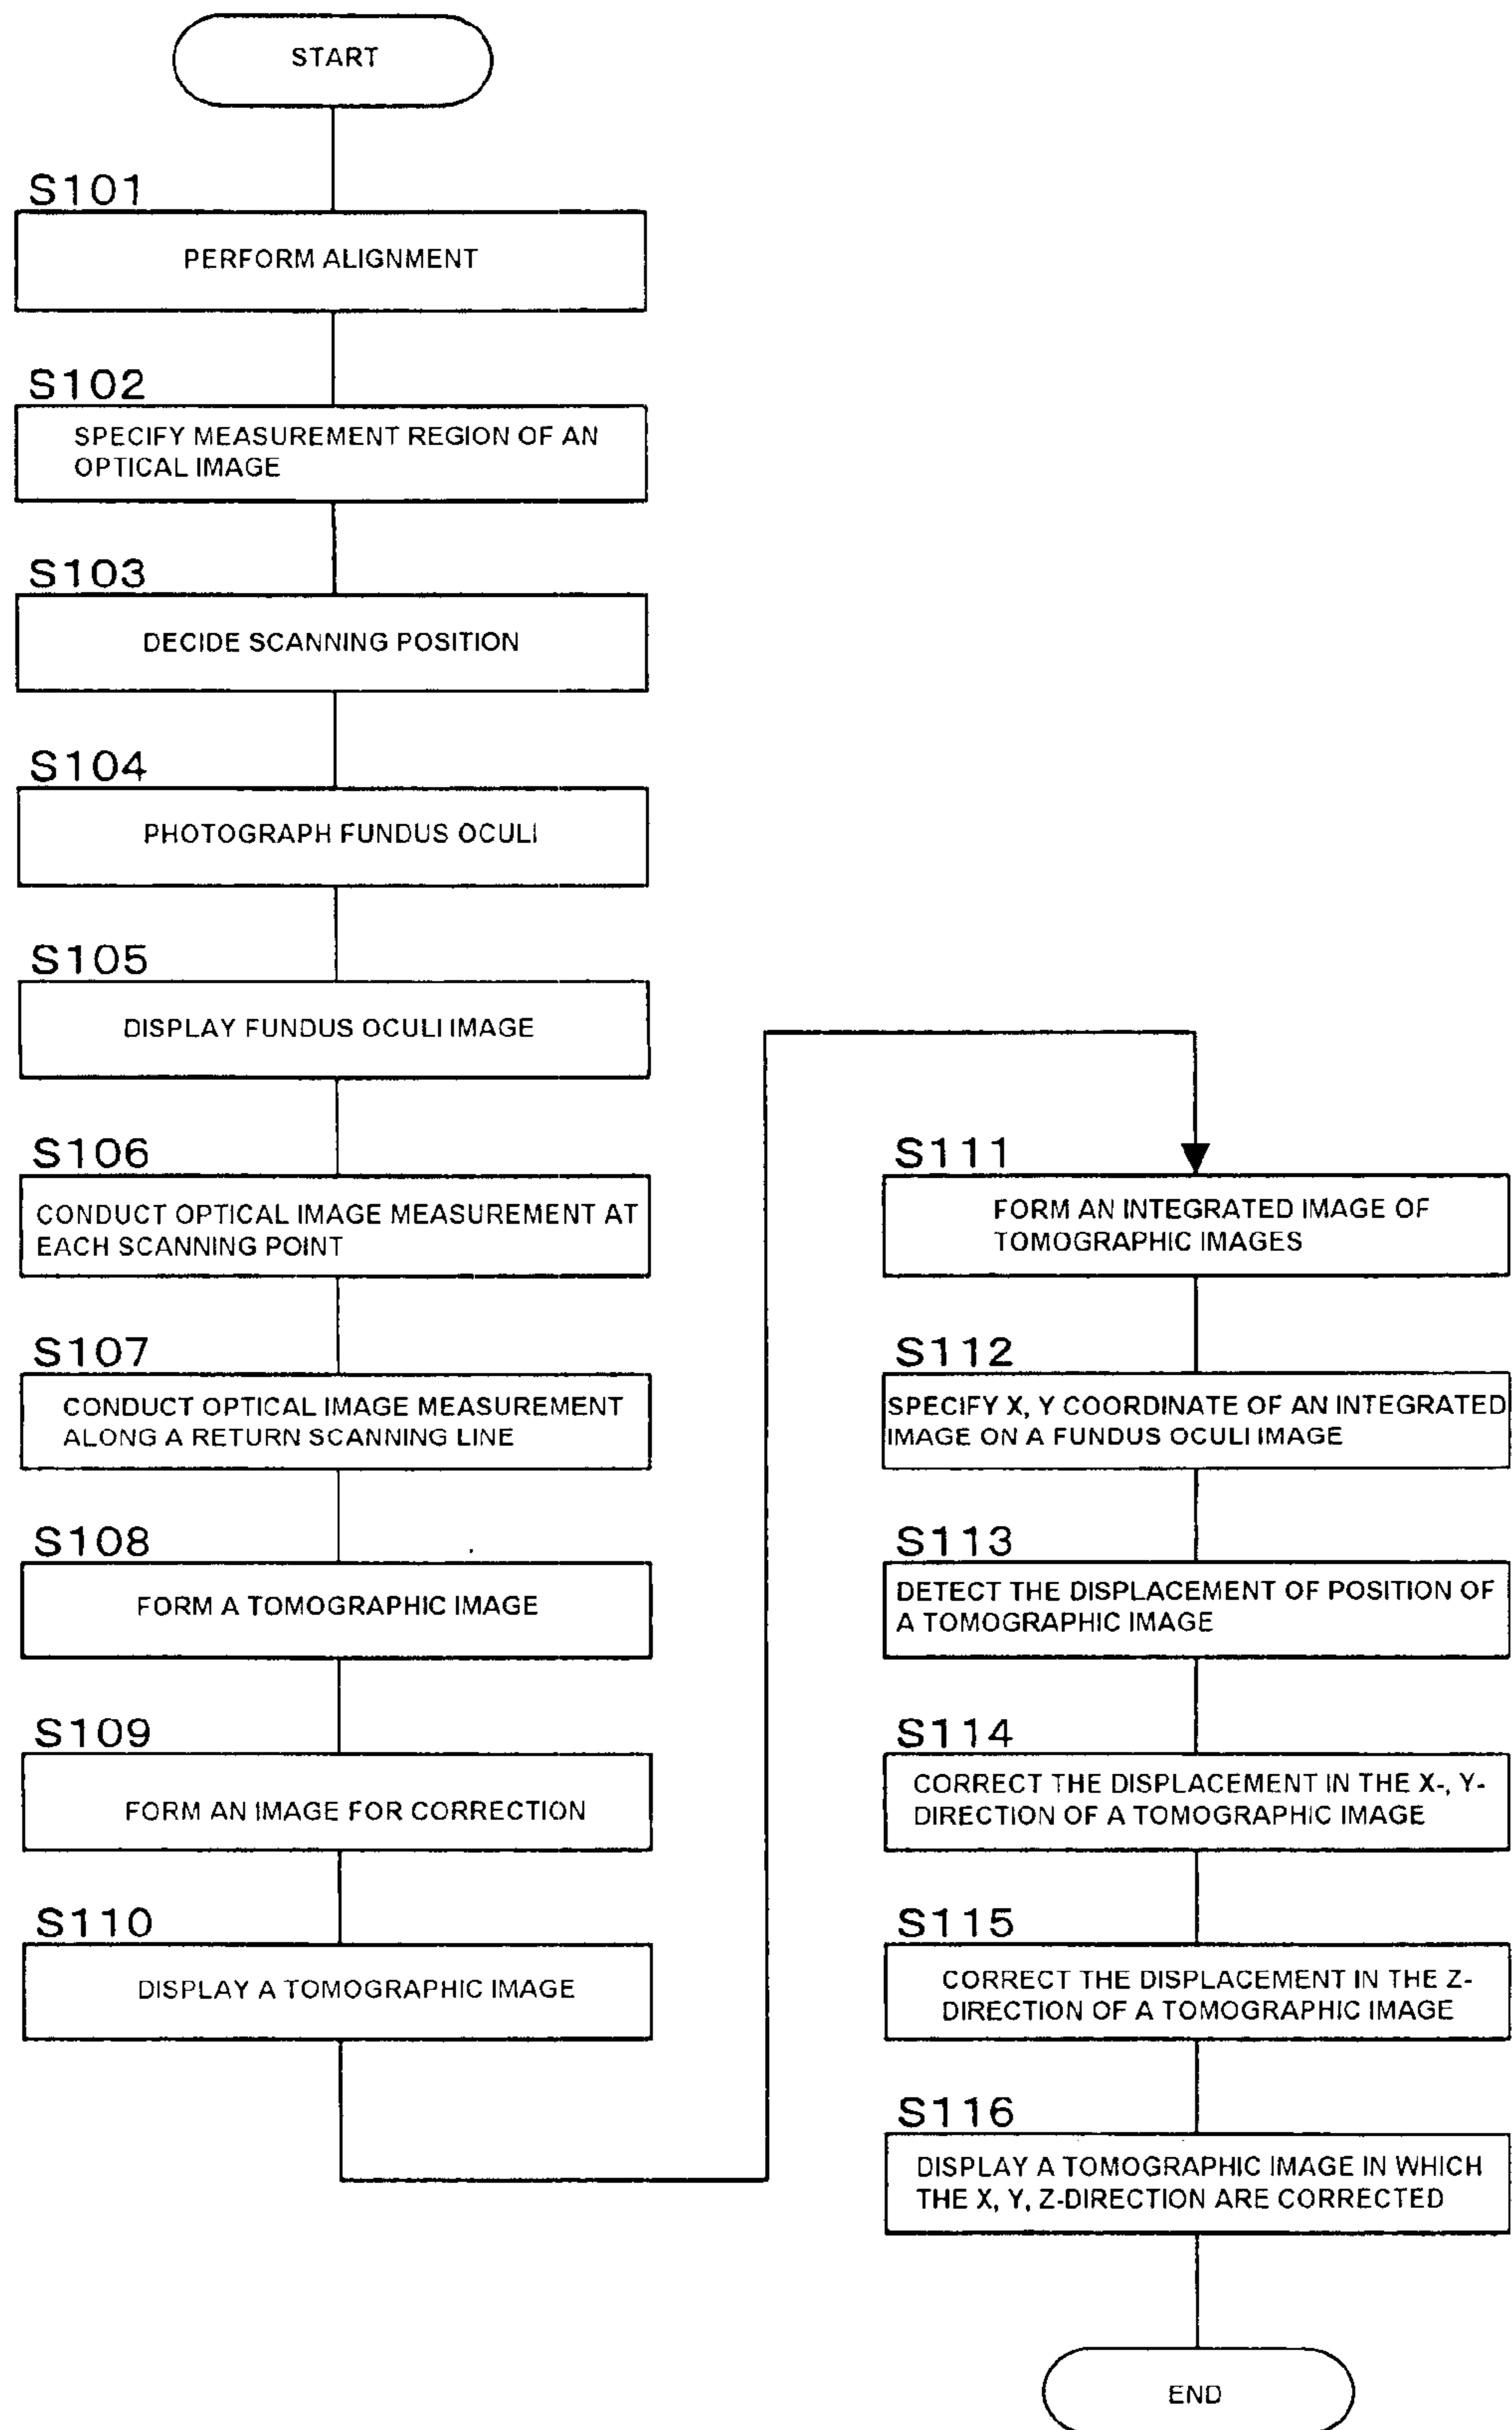 START
S101
PERFORM ALIGNMENT
S102
SPECIFY MEASUREMENT REGION OF AN
OPTICAL IMAGE
S103
DECIDE SCANNING POSITION
S104
PHOTOGRAPH FUNDUS OCULI
S105
DISPLAY FUNDUS OCULI IMAGE
S106
CONDUCT OPTICAL IMAGE MEASUREMENT AT
EACH SCANNING POINT
S107
CONDUCT OPTICAL IMAGE MEASUREMENT
ALONG A RETURN SCANNING LINE
S108
FORM A TOMOGRAPHIC IMAGE
S109
FORM AN IMAGE FOR CORRECTION
S110
DISPLAY A TOMOGRAPHIC IMAGE
S111
FORM AN INTEGRATED IMAGE OF
TOMOGRAPHIC IMAGES
S112
SPECIFY X, Y COORDINATE OF AN INTEGRATED
IMAGE ON A FUNDUS OCULI IMAGE
S113
DETECT THE DISPLACEMENT OF POSITION OF
A TOMOGRAPHIC IMAGE
S114
CORRECT THE DISPLACEMENT IN THE X-, Y-
DIRECTION OF A TOMOGRAPHIC IMAGE
S115
CORRECT THE DISPLACEMENT IN THE Z-
DIRECTION OF A TOMOGRAPHIC IMAGE
S116
DISPLAY A TOMOGRAPHIC IMAGE IN WHICH
THE X, Y, Z-DIRECTION ARE CORRECTED
END